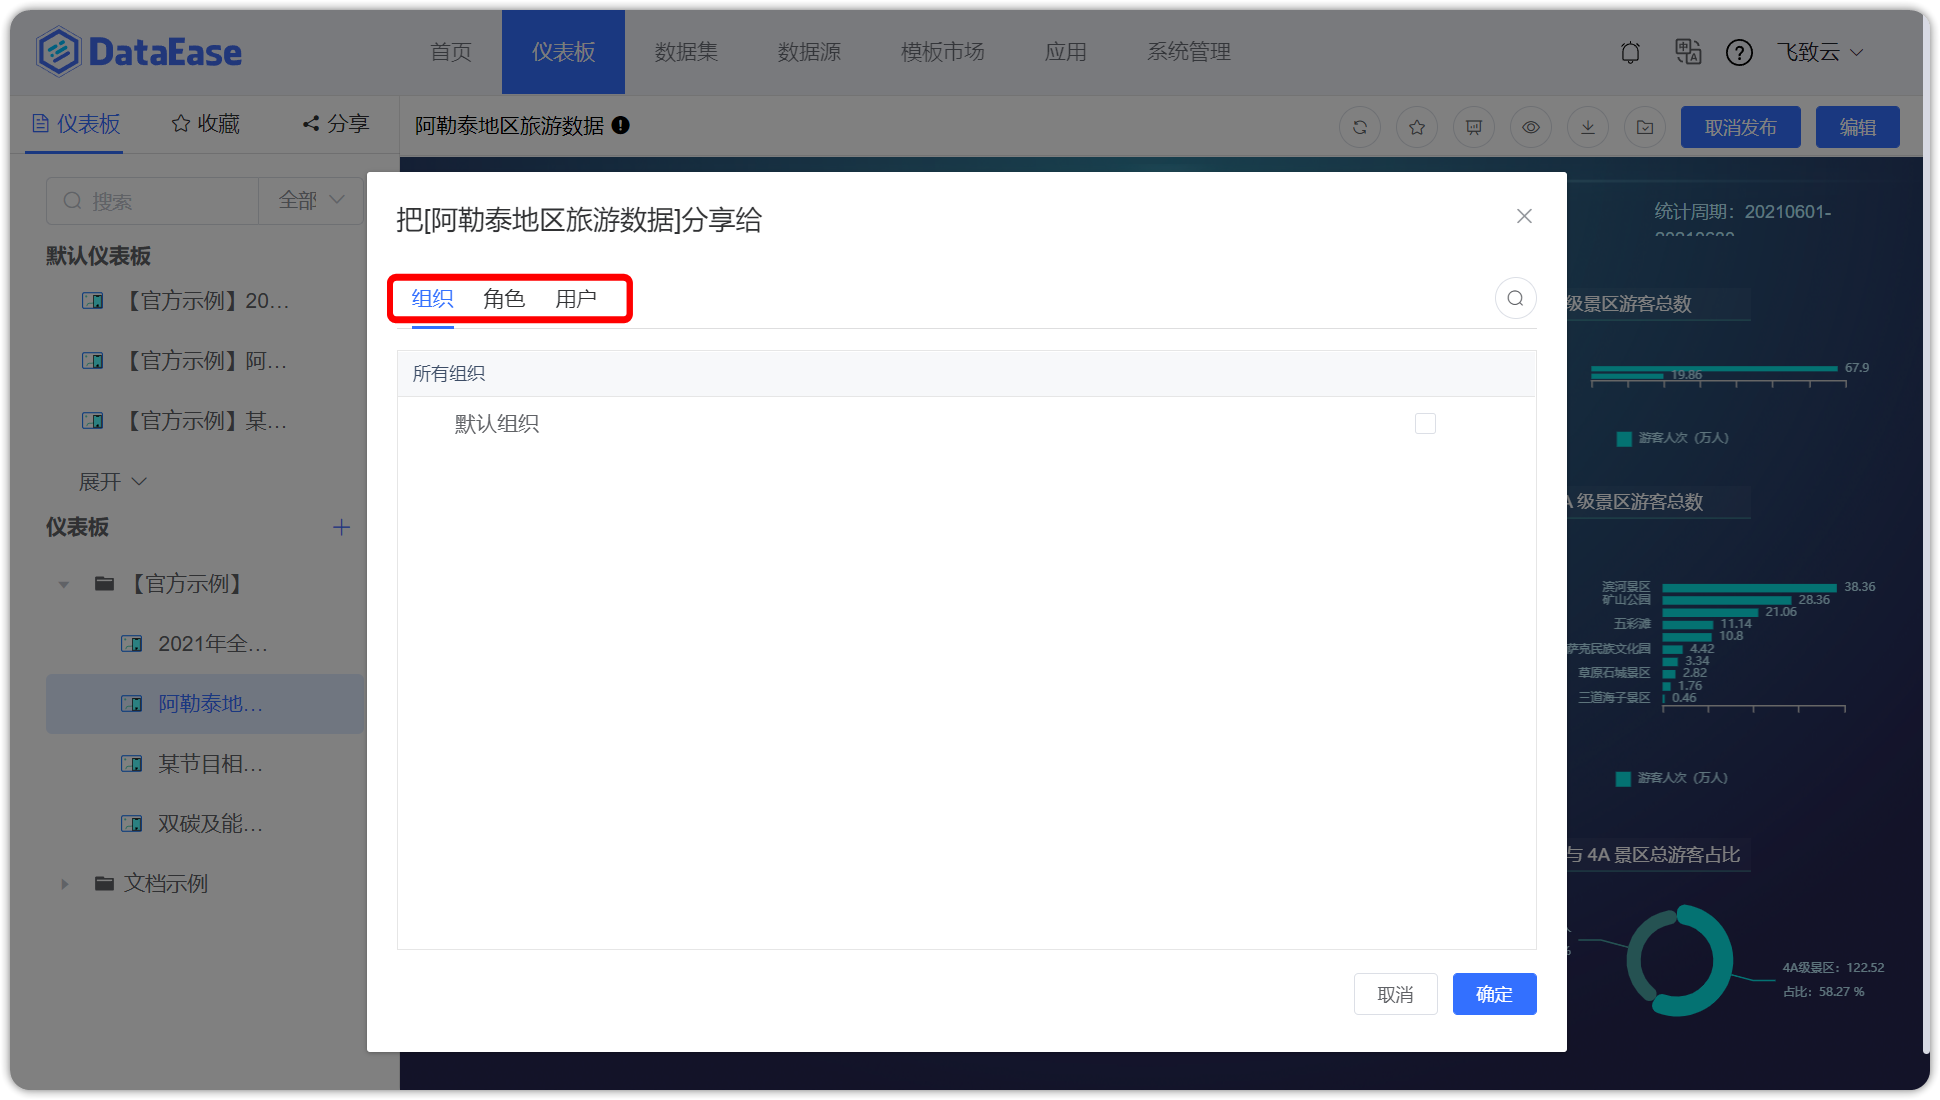 DataEase
首页 仪表板 数据集 数据源 模板市场 应用 系统管理
飞致云
仪表板 收藏 分享
阿勒泰地区旅游数据
取消发布 编辑
搜索 全部
默认仪表板
【官方示例】20...
【官方示例】阿...
【官方示例】某...
展开
仪表板
【官方示例】
2021年全...
阿勒泰地...
某节目相...
双碳及能...
文档示例
把[阿勒泰地区旅游数据]分享给
组织 角色 用户
所有组织
默认组织
取消 确定
统计周期：20210601-
级景区游客总数
67.9
19.86
游客人次（万人）
A 级景区游客总数
滨河景区 38.36
矿山公园 28.36
21.06
五彩滩 11.14
10.8
萨克民族文化园 4.42
3.34
草原石城景区 2.82
1.76
三道海子景区 0.46
游客人次（万人）
与 4A 景区总游客占比
4A级景区：122.52
占比：58.27 %